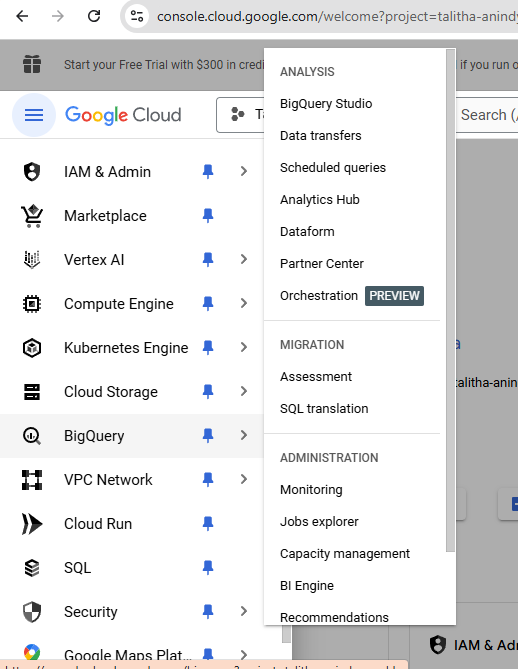 console.cloud.google.com/welcome?project=talitha-anindy
Start your Free Trial with $300 in credi
if you run o
Google Cloud
Ta
Search (/
IAM & Admin
Marketplace
Vertex AI
Compute Engine
Kubernetes Engine
Cloud Storage
BigQuery
VPC Network
Cloud Run
SQL
Security
Google Maps Plat...
ANALYSIS
BigQuery Studio
Data transfers
Scheduled queries
Analytics Hub
Dataform
Partner Center
Orchestration PREVIEW
MIGRATION
Assessment
SQL translation
ADMINISTRATION
Monitoring
Jobs explorer
Capacity management
BI Engine
Recommendations
a
talitha-anind
IAM & Ad